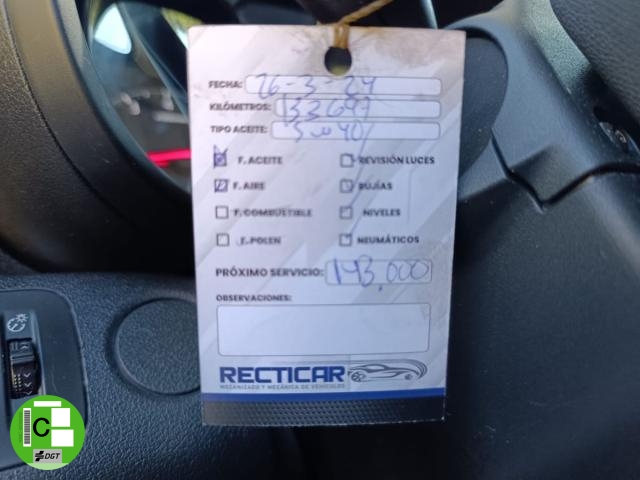 FECHA: 26-3-24
KILÓMETROS: 133697
TIPO ACEITE: 5w40
F. ACEITE REVISIÓN LUCES
F. AIRE BUJÍAS
F. COMBUSTIBLE NIVELES
F. POLEN NEUMÁTICOS
PRÓXIMO SERVICIO: 143.000
OBSERVACIONES:
RECTICAR
MECANIZADO Y MECÁNICA DE VEHÍCULOS
C
DGT